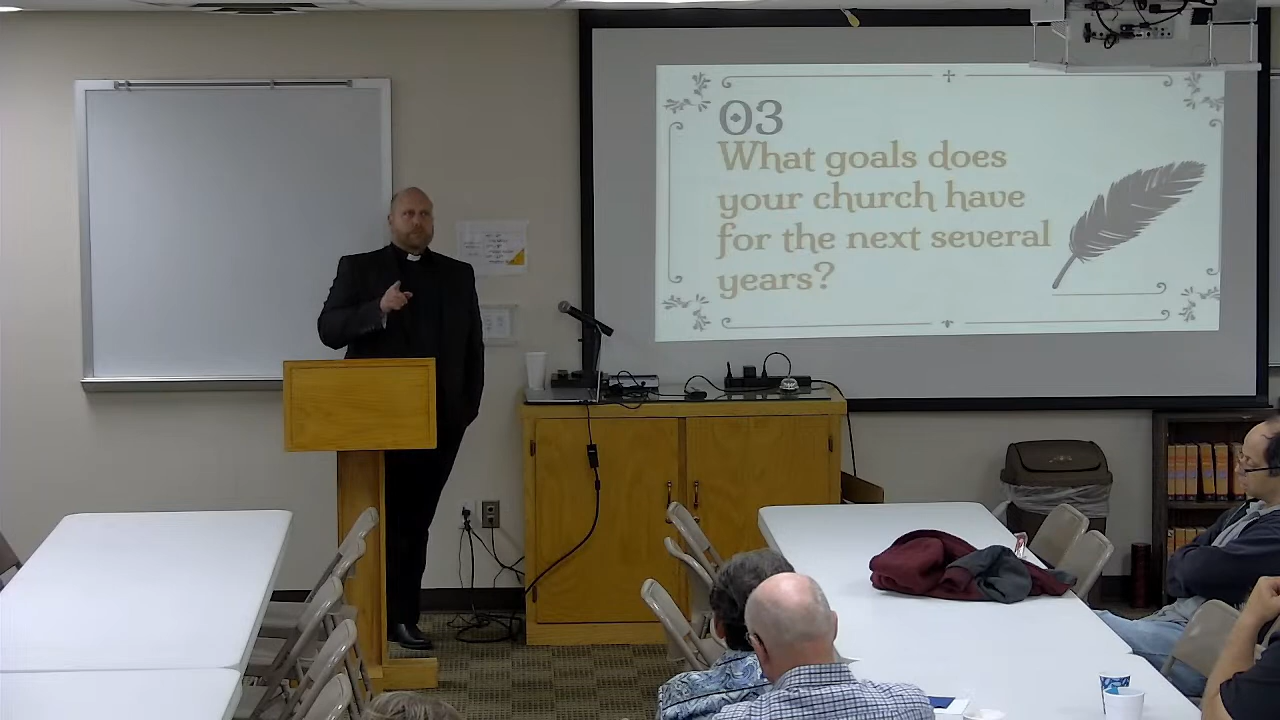 03
What goals does
your church have
for the next several
years?